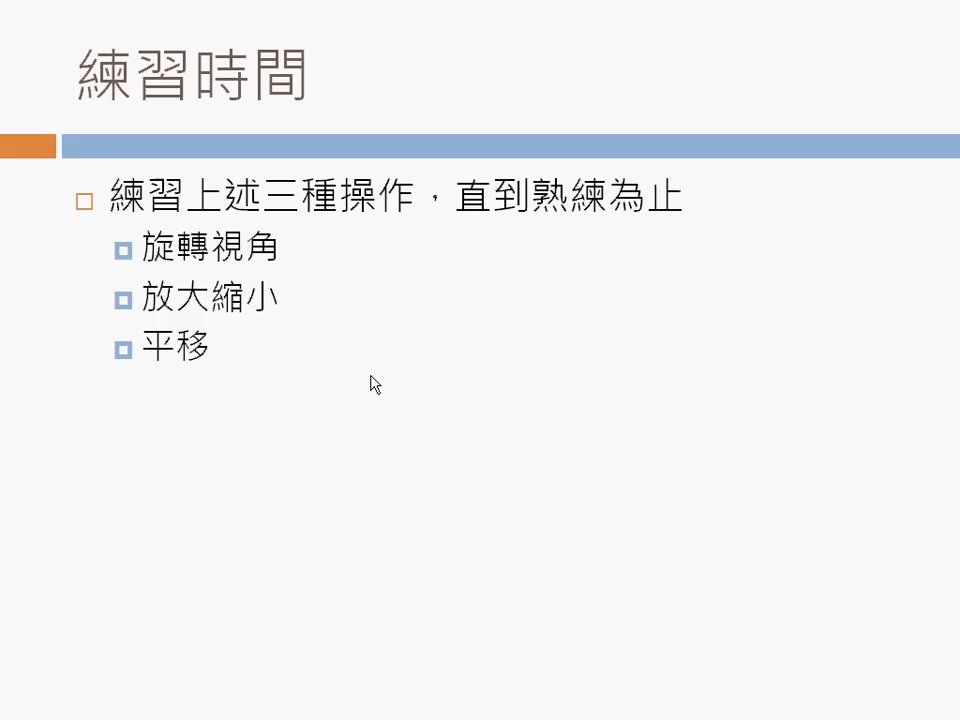 練習時間
練習上述三種操作，直到熟練為止
旋轉視角
放大縮小
平移